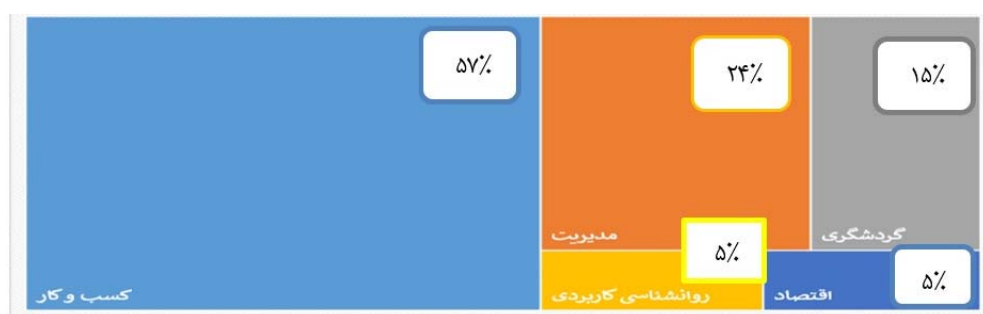 ۵۷٪
۲۴٪
۱۵٪
گردشگری
مدیریت
۵٪
۵٪
اقتصاد
روانشناسی کاربردی
کسب و کار